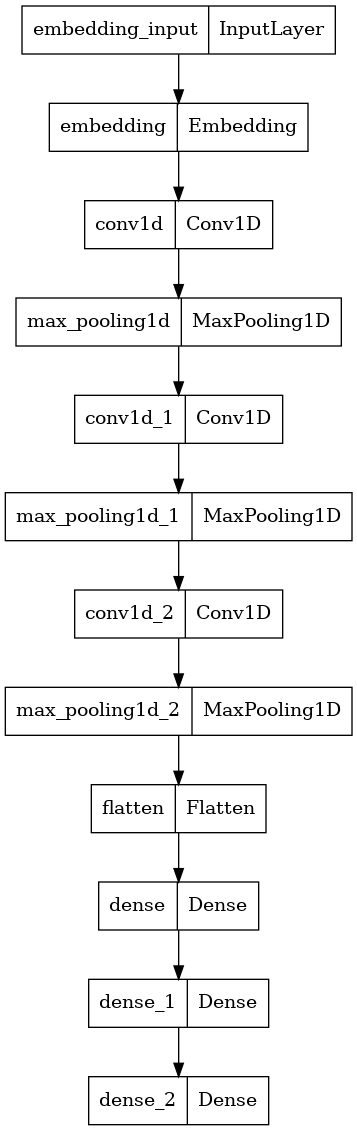 embedding_input InputLayer
embedding Embedding
conv1d Conv1D
max_pooling1d MaxPooling1D
conv1d_1 Conv1D
max_pooling1d_1 MaxPooling1D
conv1d_2 Conv1D
max_pooling1d_2 MaxPooling1D
flatten Flatten
dense Dense
dense_1 Dense
dense_2 Dense